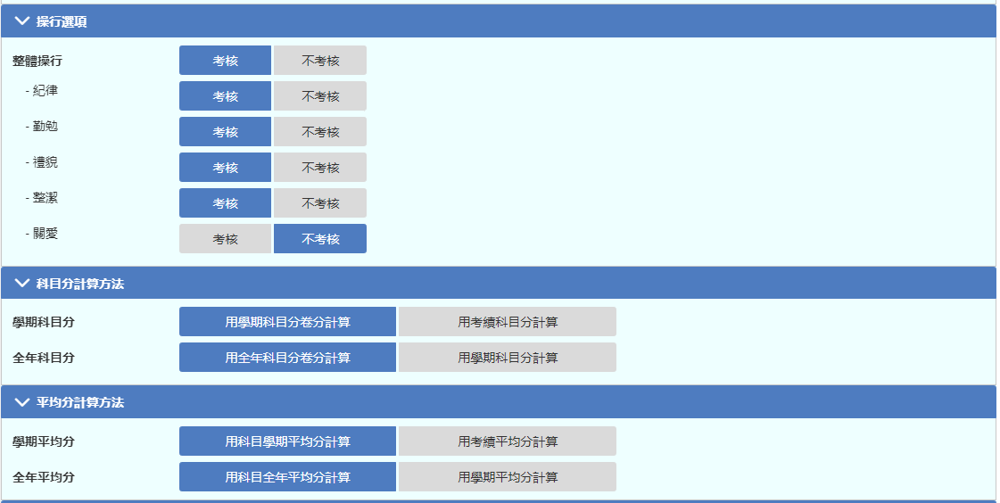 操行選項
整體操行 考核 不考核
- 紀律 考核 不考核
- 勤勉 考核 不考核
- 禮貌 考核 不考核
- 整潔 考核 不考核
- 關愛 考核 不考核
科目分計算方法
學期科目分 用學期科目分卷分計算 用考績科目分計算
全年科目分 用全年科目分卷分計算 用學期科目分計算
平均分計算方法
學期平均分 用科目學期平均分計算 用考績平均分計算
全年平均分 用科目全年平均分計算 用學期平均分計算